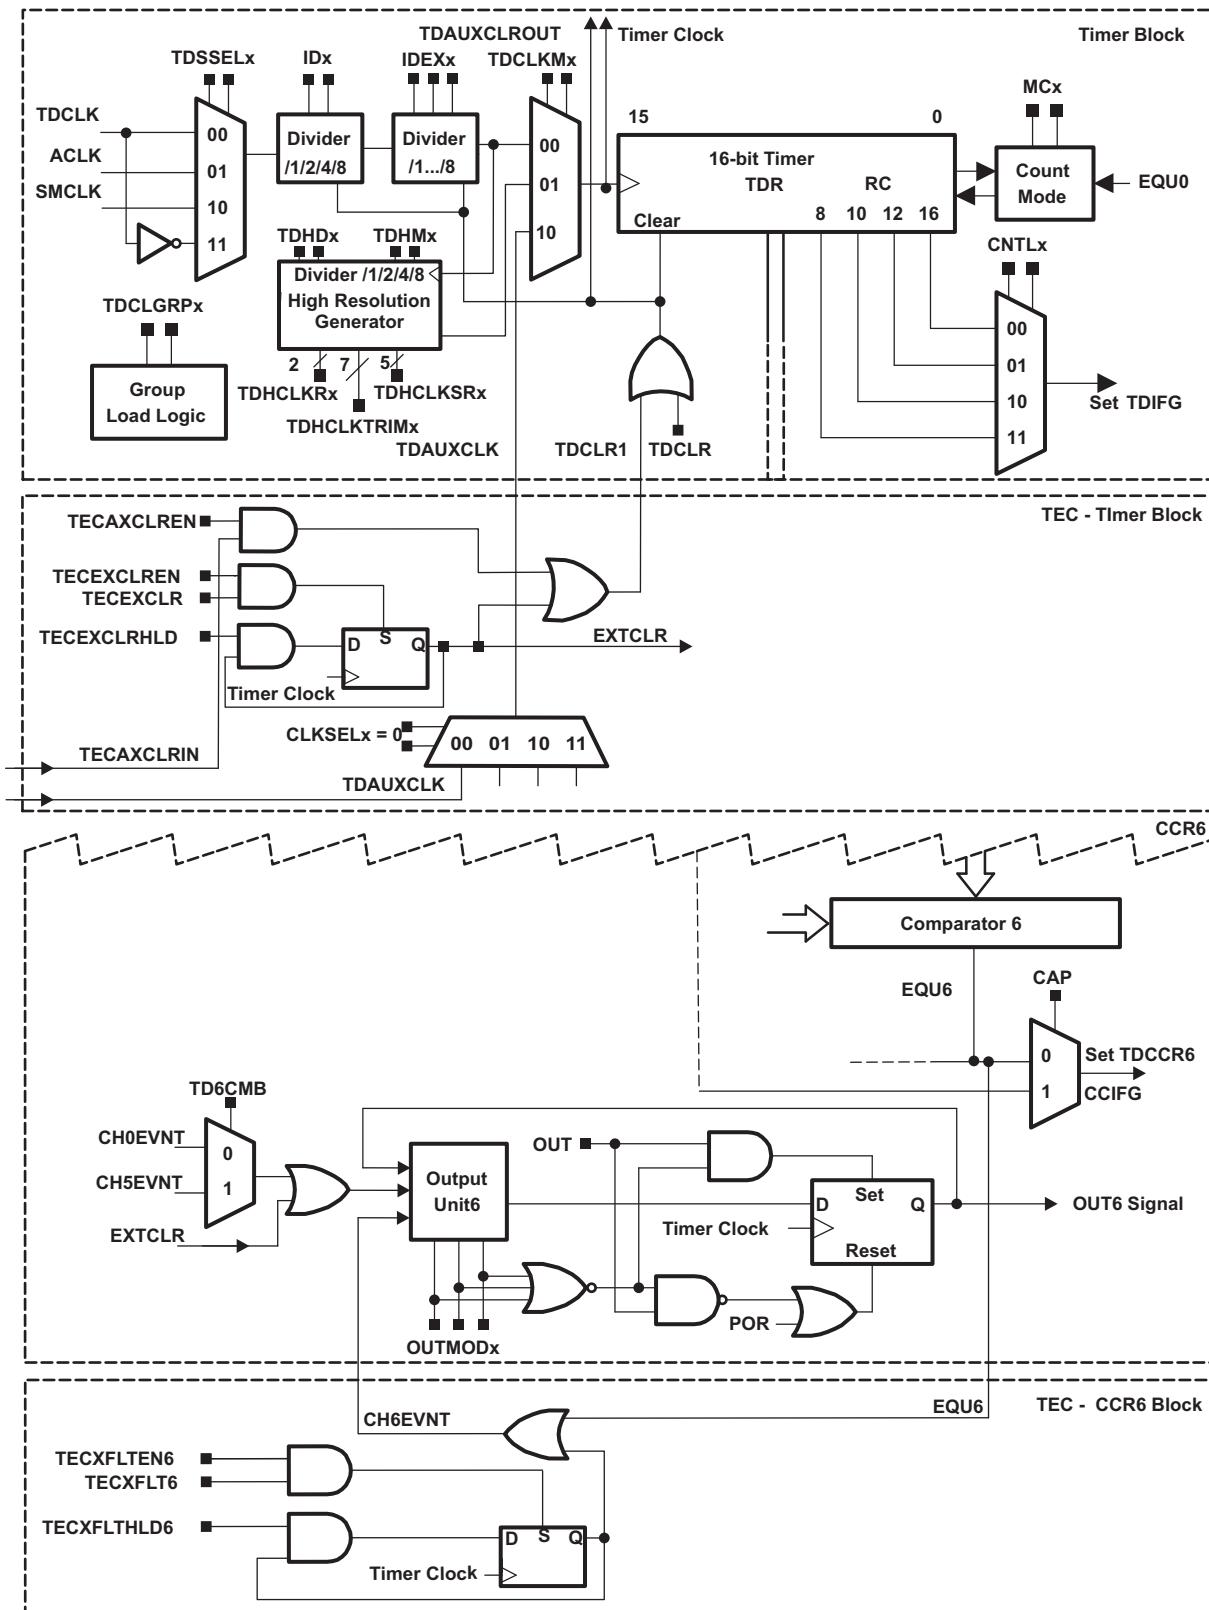 TDAUXCLROUT
Timer Clock
Timer Block
TDSSELx
IDx
IDEXx
TDCLKMx
MCx
TDCLK
ACLK
SMCLK
00
01
10
11
Divider
/1/2/4/8
Divider
/1.../8
00
01
10
15
0
16-bit Timer
TDR
RC
Clear
8
10
12
16
Count
Mode
EQU0
TDHDx
TDHMx
Divider /1/2/4/8
High Resolution
Generator
CNTLx
TDCLGRPx
Group
Load Logic
2
7
5
TDHCLKRx
TDHCLKSRx
TDHCLKTRIMx
TDAUXCLK
TDCLR1
TDCLR
00
01
10
11
Set TDIFG
TEC - TImer Block
TECAXCLREN
TECEXCLREN
TECEXCLR
TECEXCLRHLD
D
S
Q
EXTCLR
Timer Clock
CLKSELx = 0
00
01
10
11
TECAXCLRIN
TDAUXCLK
CCR6
Comparator 6
EQU6
CAP
0
1
Set TDCCR6
CCIFG
TD6CMB
CH0EVNT
CH5EVNT
0
1
EXTCLR
Output
Unit6
OUT
D
Set
Q
Timer Clock
Reset
OUT6 Signal
POR
OUTMODx
CH6EVNT
EQU6
TEC - CCR6 Block
TECXFLTEN6
TECXFLT6
TECXFLTHLD6
D
S
Q
Timer Clock